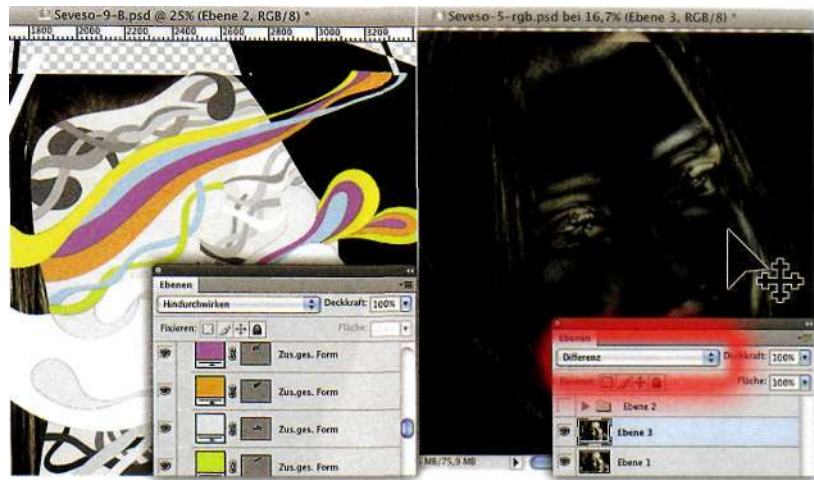 Seveso-9-B.psd @ 25% (Ebene 2, RGB/8) *
1800 2000 2200 2400 2600 2800 3000 3200
Ebenen
Hindurchwirken Deckkraft: 100%
Fixieren: Fläche:
Zus.ges. Form
Zus.ges. Form
Zus.ges. Form
Zus.ges. Form
Seveso-5-rgb.psd bei 16,7% (Ebene 3, RGB/8) *
Ebenen
Differenz Deckkraft: 100%
Fixieren: Fläche: 100%
Ebene 2
Ebene 3
Ebene 1
MB/75,9 MB